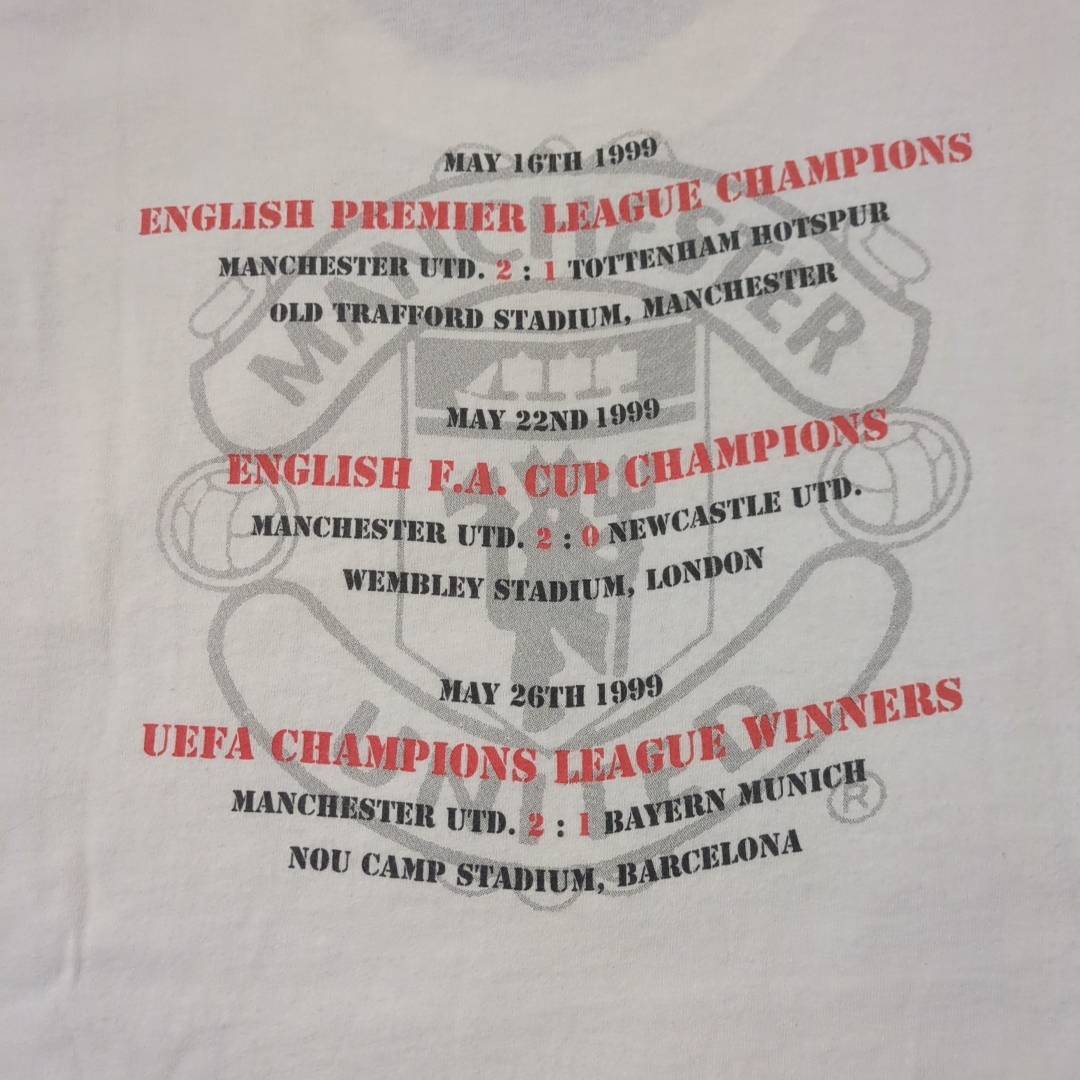 MAY 16TH 1999
ENGLISH PREMIER LEAGUE CHAMPIONS
MANCHESTER UTD. 2 : 1 TOTTENHAM HOTSPUR
OLD TRAFFORD STADIUM, MANCHESTER
MANCHESTER
MAY 22ND 1999
ENGLISH F.A. CUP CHAMPIONS
MANCHESTER UTD. 2 : 0 NEWCASTLE UTD.
WEMBLEY STADIUM, LONDON
MAY 26TH 1999
UEFA CHAMPIONS LEAGUE WINNERS
MANCHESTER UTD. 2 : 1 BAYERN MUNICH
NOU CAMP STADIUM, BARCELONA
UNITED
®